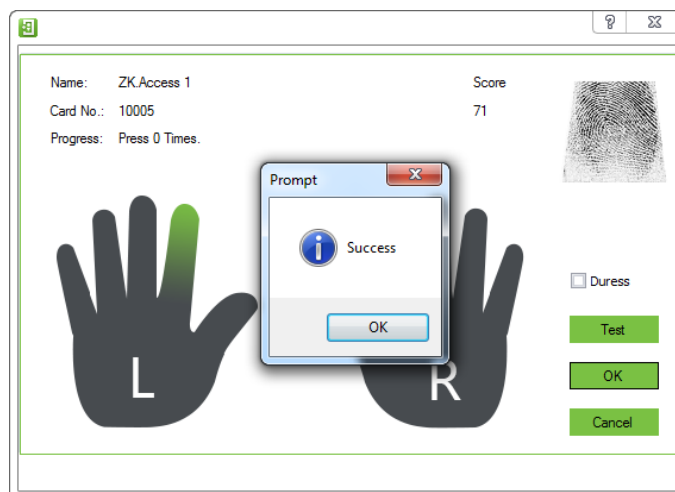 Name: ZK.Access 1
Score
Card No.: 10005
71
Progress: Press 0 Times.
Prompt
Success
OK
Duress
Test
OK
Cancel
L
R